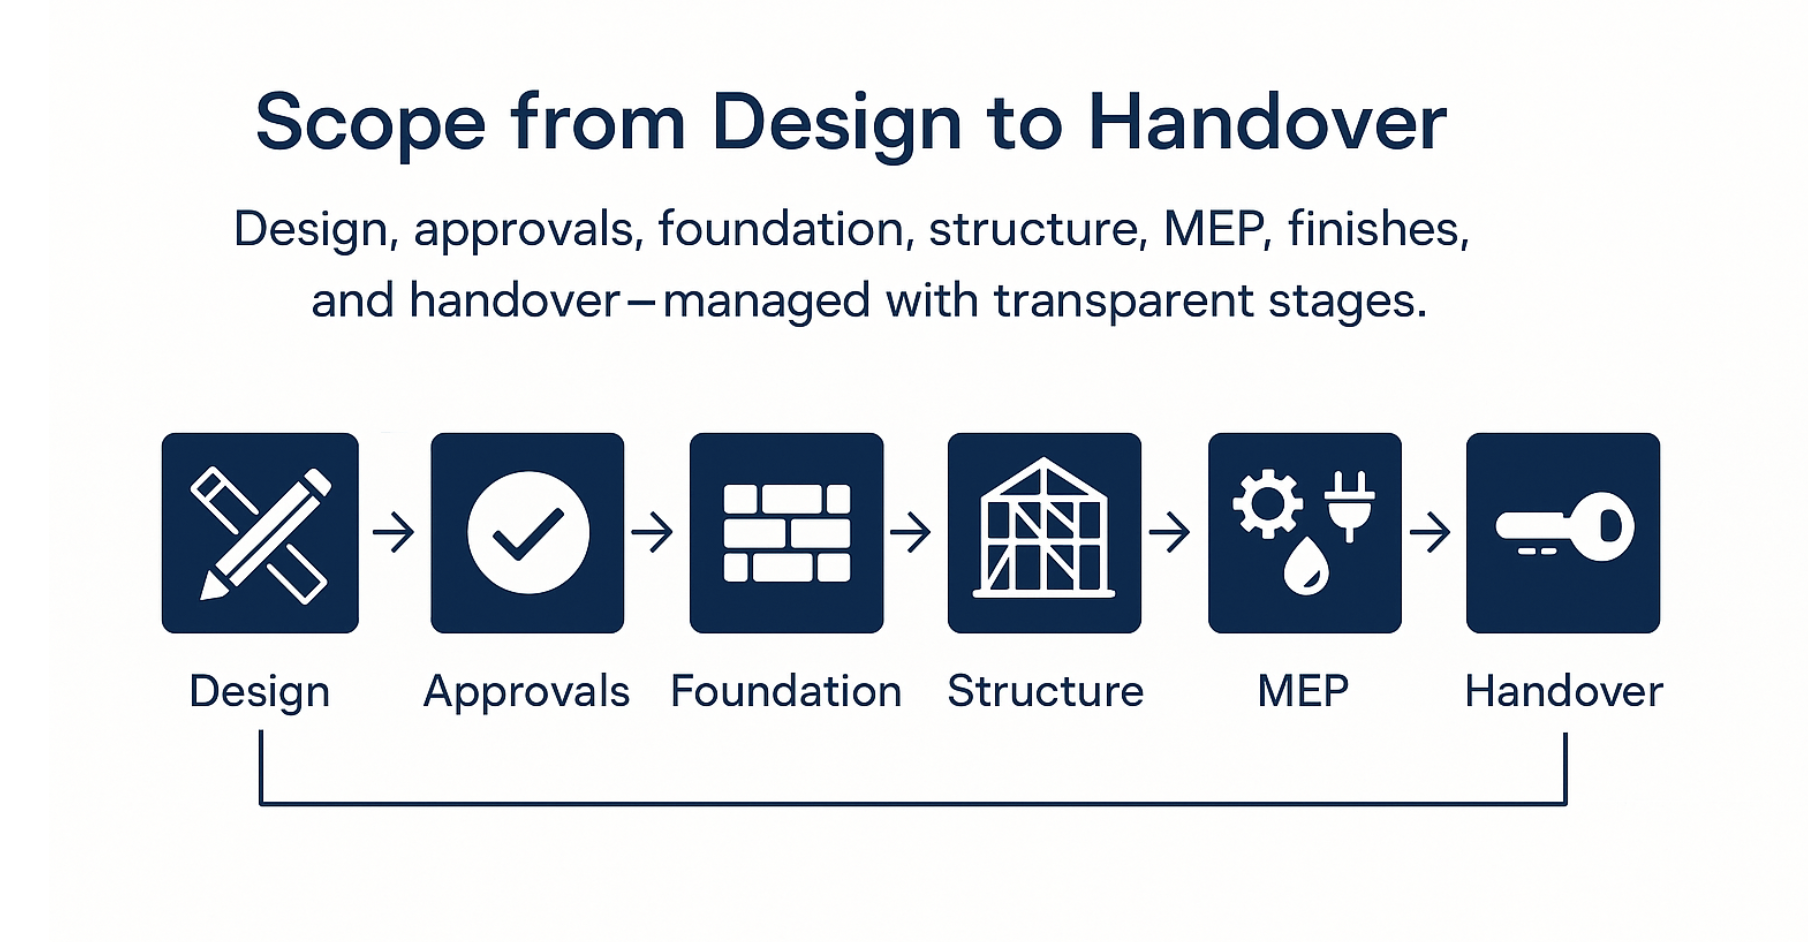 Scope from Design to Handover
Design, approvals, foundation, structure, MEP, finishes,
and handover–managed with transparent stages.
Design
Approvals
Foundation
Structure
MEP
Handover